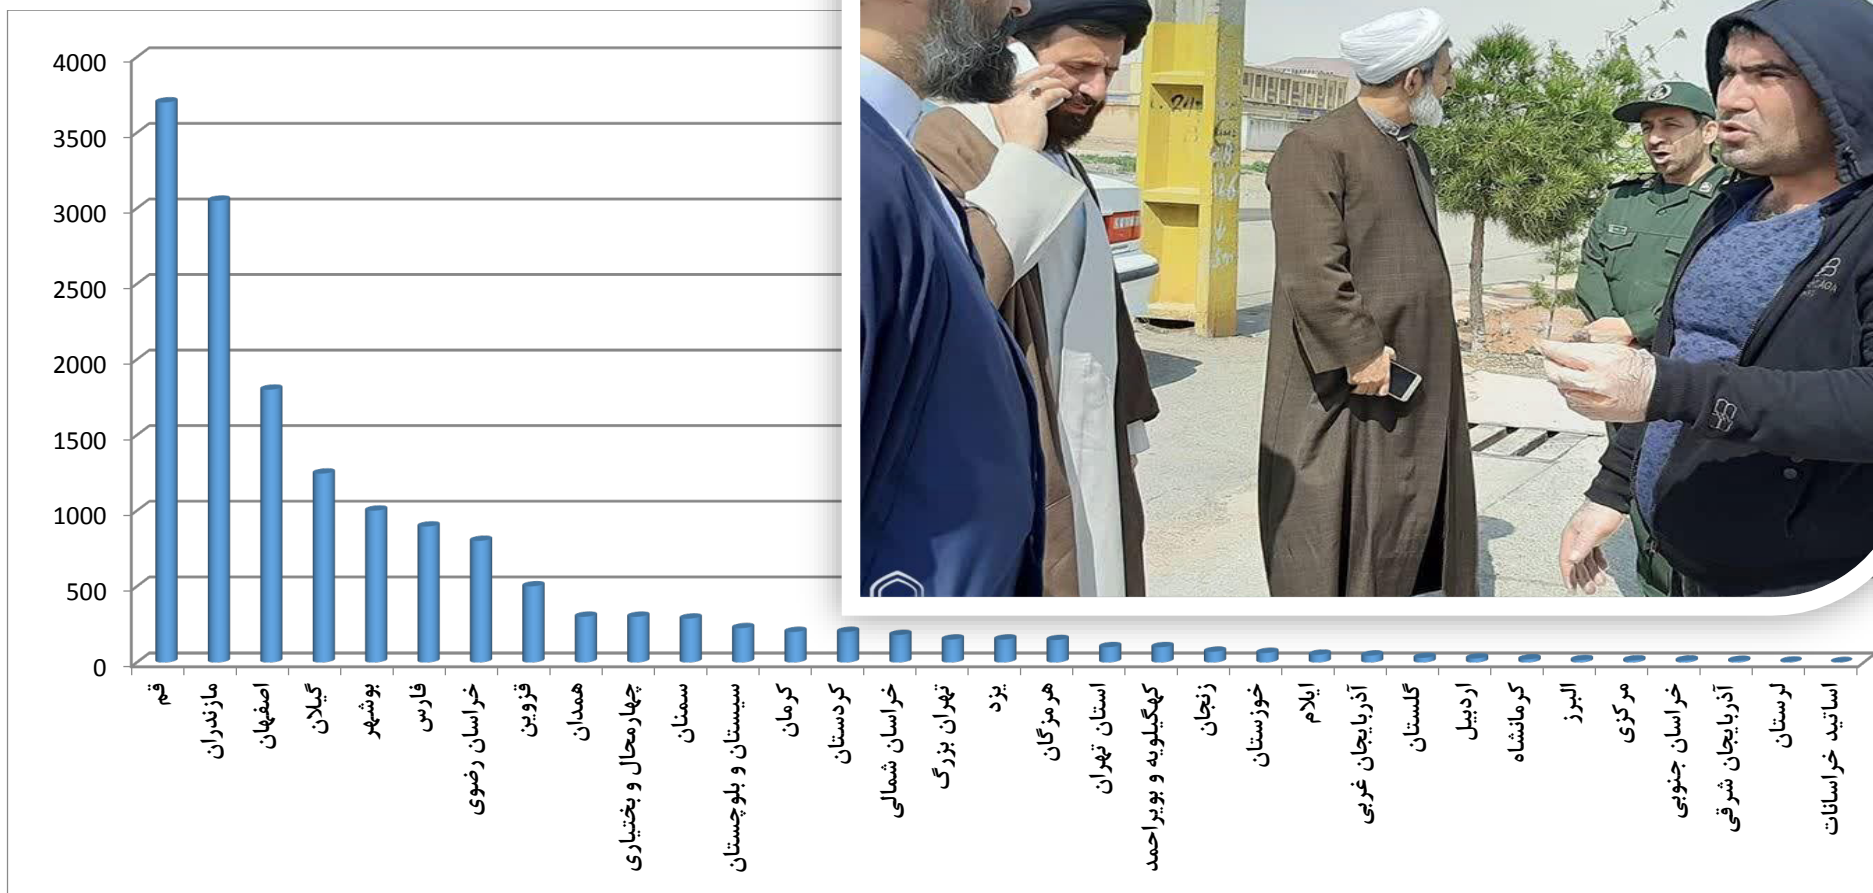 4000
3500
3000
2500
2000
1500
1000
500
0
قم
مازندران
اصفهان
گیلان
بوشهر
فارس
خراسان رضوی
قزوین
همدان
چهارمحال و بختیاری
سمنان
سیستان و بلوچستان
کرمان
کردستان
خراسان شمالی
تهران بزرگ
یزد
هرمزگان
استان تهران
کهگیلویه و بویراحمد
زنجان
خوزستان
ایلام
آذربایجان غربی
گلستان
اردبیل
کرمانشاه
البرز
مرکزی
خراسان جنوبی
آذربایجان شرقی
لرستان
اساتید خراسانات